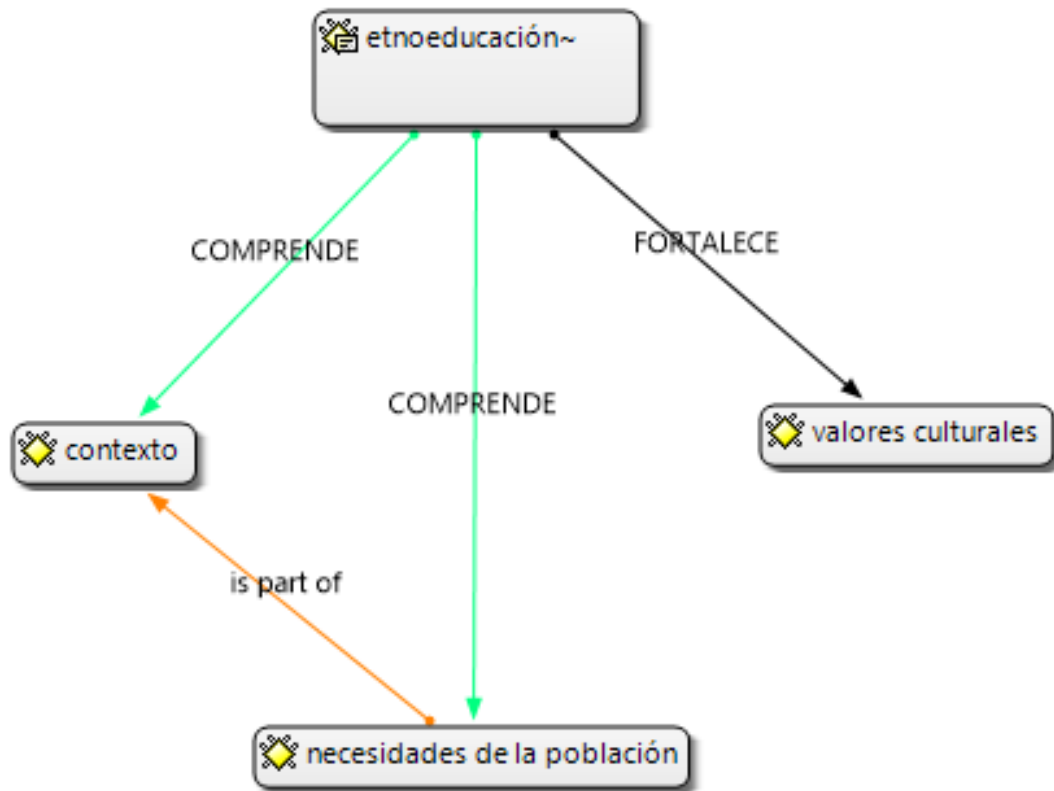 etnoeducación~
COMPRENDE
FORTALECE
COMPRENDE
contexto
valores culturales
is part of
necesidades de la población